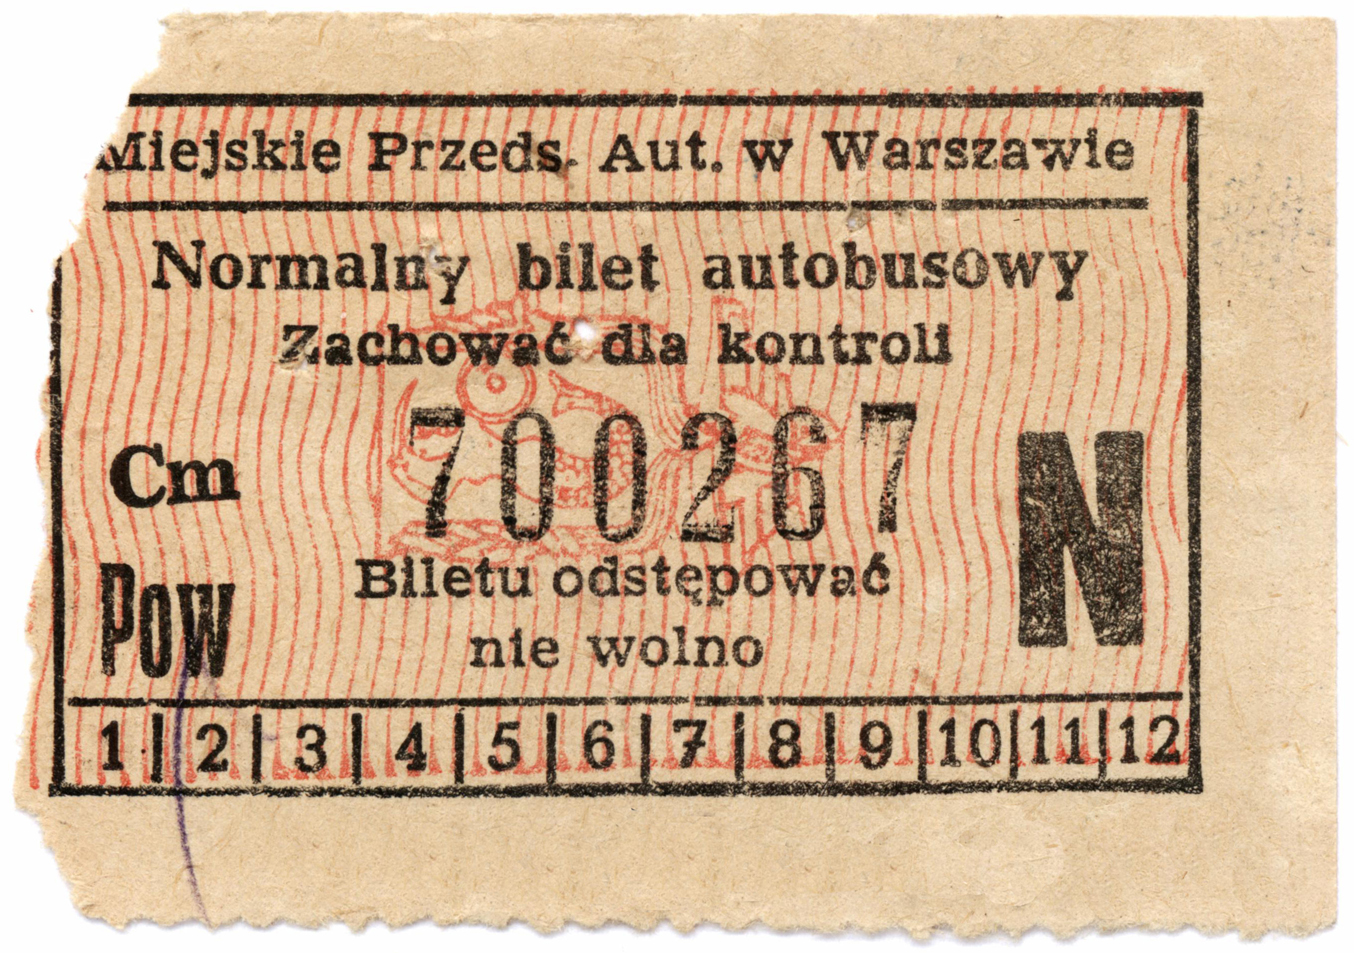 Miejskie Przeds. Aut. w Warszawie
Normalny bilet autobusowy
Zachować dla kontroli
700267
Cm
N
Biletu odstępować
Pow
nie wolno
1|2|3|4|5|6|7|8|9|10|11|12